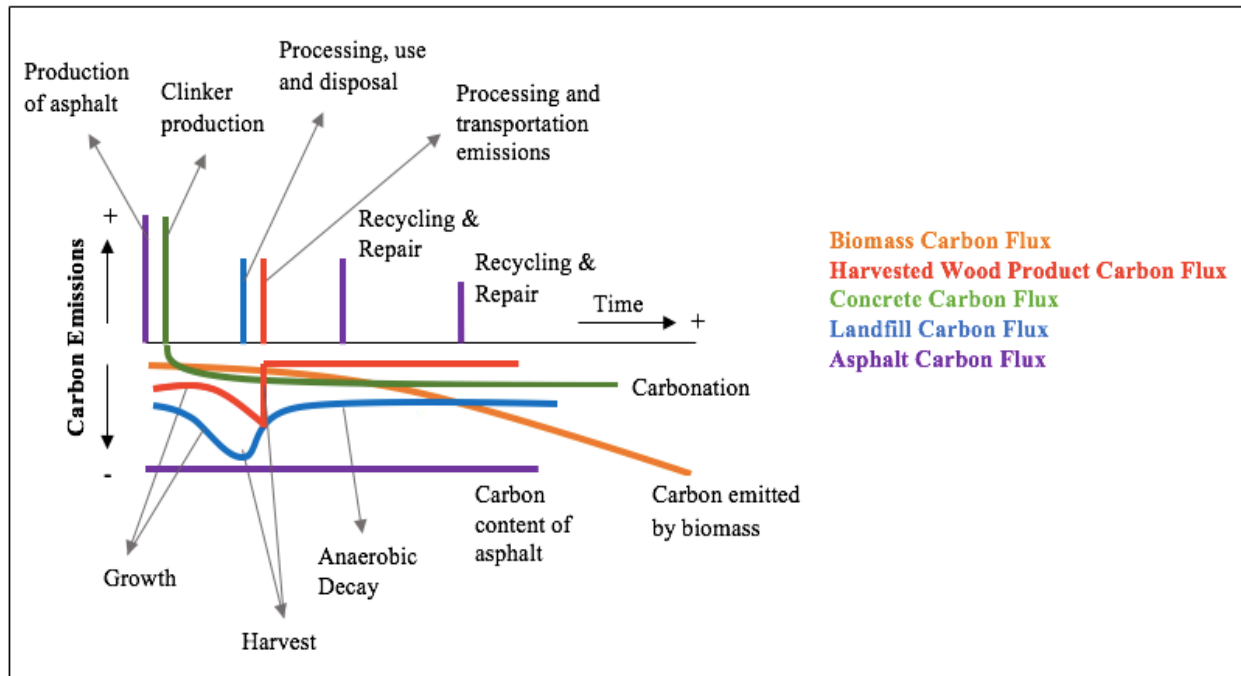 Production
of asphalt
Clinker
production
Processing, use
and disposal
Processing and
transportation
emissions
Recycling &
Repair
Recycling &
Repair
Time
+
+
Carbon Emissions
-
Carbonation
Carbon
content of
asphalt
Carbon emitted
by biomass
Anaerobic
Decay
Growth
Harvest
Biomass Carbon Flux
Harvested Wood Product Carbon Flux
Concrete Carbon Flux
Landfill Carbon Flux
Asphalt Carbon Flux